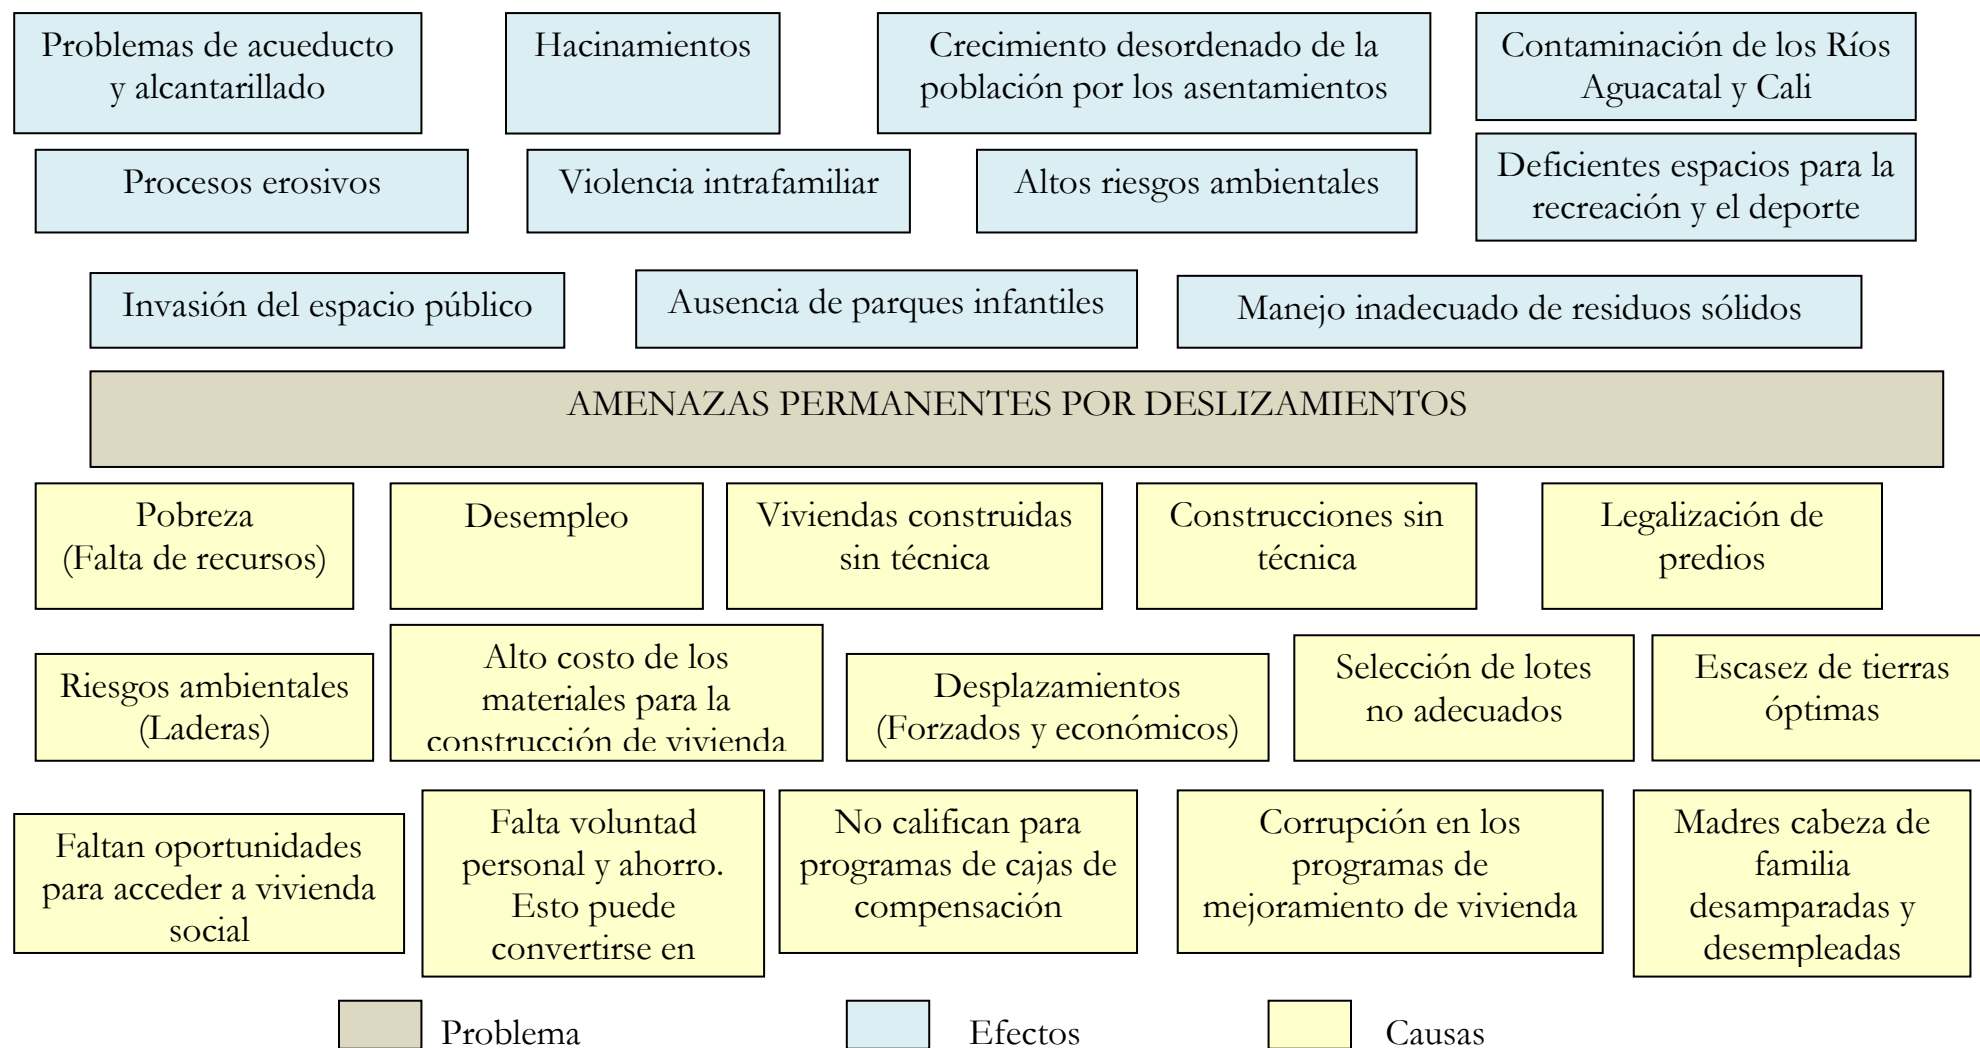 Problemas de acueducto
y alcantarillado
Hacinamientos
Crecimiento desordenado de la
población por los asentamientos
Contaminación de los Ríos
Aguacatal y Cali
Procesos erosivos
Violencia intrafamiliar
Altos riesgos ambientales
Deficientes espacios para la
recreación y el deporte
Invasión del espacio público
Ausencia de parques infantiles
Manejo inadecuado de residuos sólidos
AMENAZAS PERMANENTES POR DESLIZAMIENTOS
Pobreza
(Falta de recursos)
Desempleo
Viviendas construidas
sin técnica
Construcciones sin
técnica
Legalización de
predios
Riesgos ambientales
(Laderas)
Alto costo de los
materiales para la
construcción de vivienda
Desplazamientos
(Forzados y económicos)
Selección de lotes
no adecuados
Escasez de tierras
óptimas
Faltan oportunidades
para acceder a vivienda
social
Falta voluntad
personal y ahorro.
Esto puede
convertirse en
No califican para
programas de cajas de
compensación
Corrupción en los
programas de
mejoramiento de vivienda
Madres cabeza de
familia
desamparadas y
desempleadas
Problema
Efectos
Causas